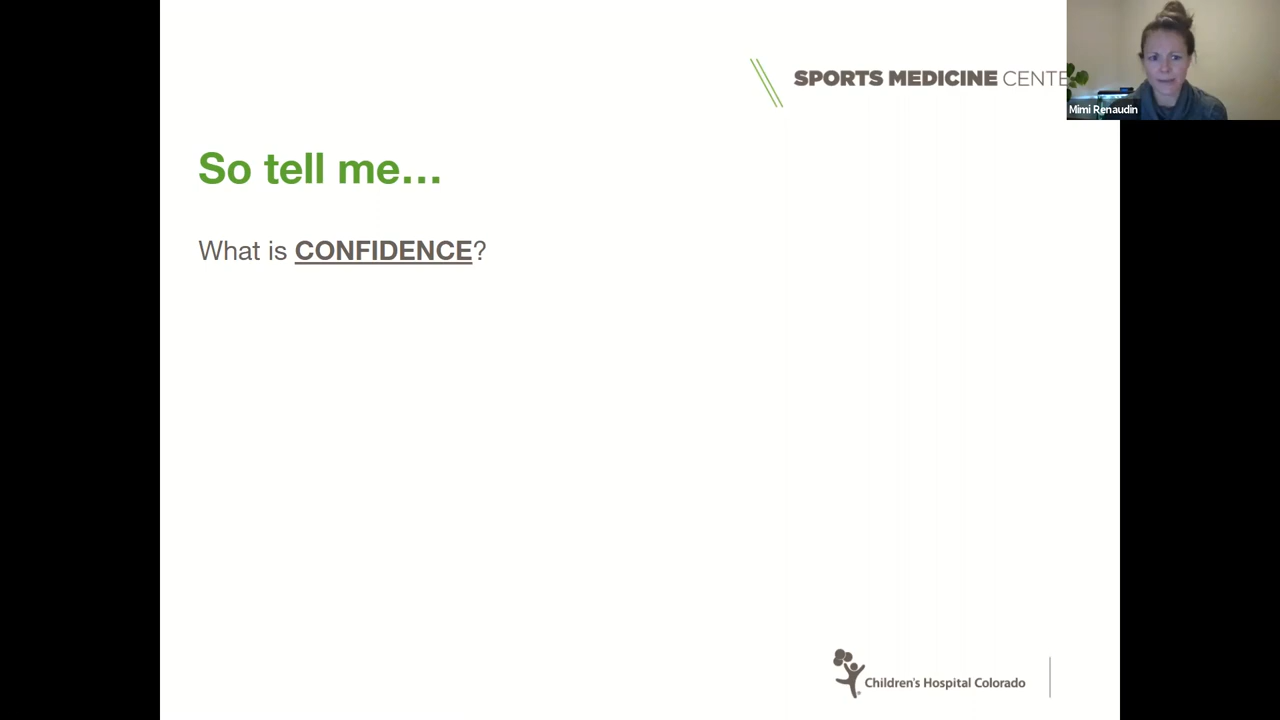 SPORTS MEDICINE CENTE
Mimi Renaudin
So tell me…
What is CONFIDENCE?
Children's Hospital Colorado